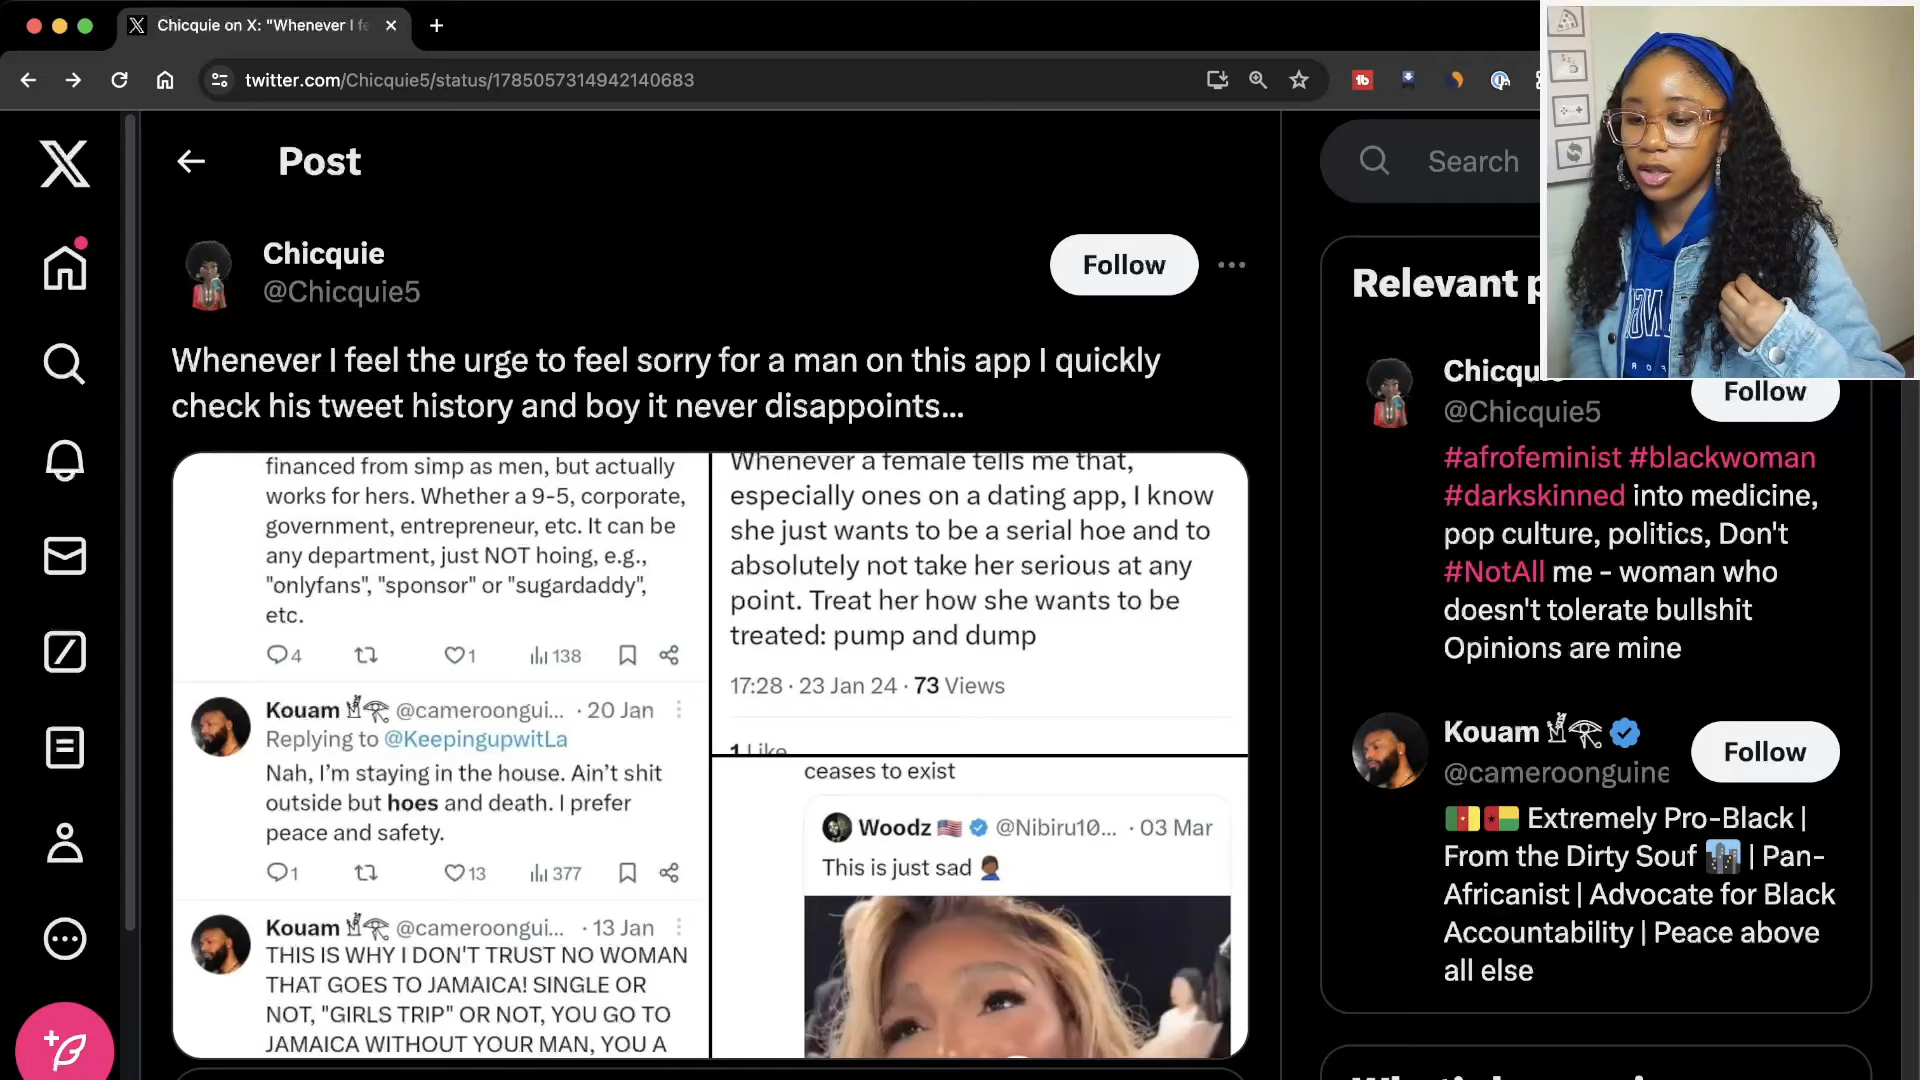 Chicquie on X: "Whenever I fe
twitter.com/Chicquie5/status/1785057314942140683
Post
Search
Chicquie
@Chicquie5
Follow
Whenever I feel the urge to feel sorry for a man on this app I quickly
check his tweet history and boy it never disappoints...
financed from simp as men, but actually
works for hers. Whether a 9-5, corporate,
government, entrepreneur, etc. It can be
any department, just NOT hoing, e.g.,
"onlyfans", "sponsor" or "sugardaddy",
etc.
4 1 138
Kouam @cameroongui... · 20 Jan
Replying to @KeepingupwitLa
Nah, I'm staying in the house. Ain't shit
outside but hoes and death. I prefer
peace and safety.
1 13 377
Kouam @cameroongui... · 13 Jan
THIS IS WHY I DON'T TRUST NO WOMAN
THAT GOES TO JAMAICA! SINGLE OR
NOT, "GIRLS TRIP" OR NOT, YOU GO TO
JAMAICA WITHOUT YOUR MAN, YOU A
Whenever a female tells me that,
especially ones on a dating app, I know
she just wants to be a serial hoe and to
absolutely not take her serious at any
point. Treat her how she wants to be
treated: pump and dump
17:28 · 23 Jan 24 · 73 Views
1 Like
ceases to exist
Woodz 🇺🇸 @Nibiru10... · 03 Mar
This is just sad 🤦🏾‍♂️
Relevant p
Chicqu
@Chicquie5
Follow
#afrofeminist #blackwoman
#darkskinned into medicine,
pop culture, politics, Don't
#NotAll me - woman who
doesn't tolerate bullshit
Opinions are mine
Kouam
@cameroonguine
Follow
🇨🇲🇬🇼 Extremely Pro-Black |
From the Dirty Souf 🏙️ | Pan-
Africanist | Advocate for Black
Accountability | Peace above
all else